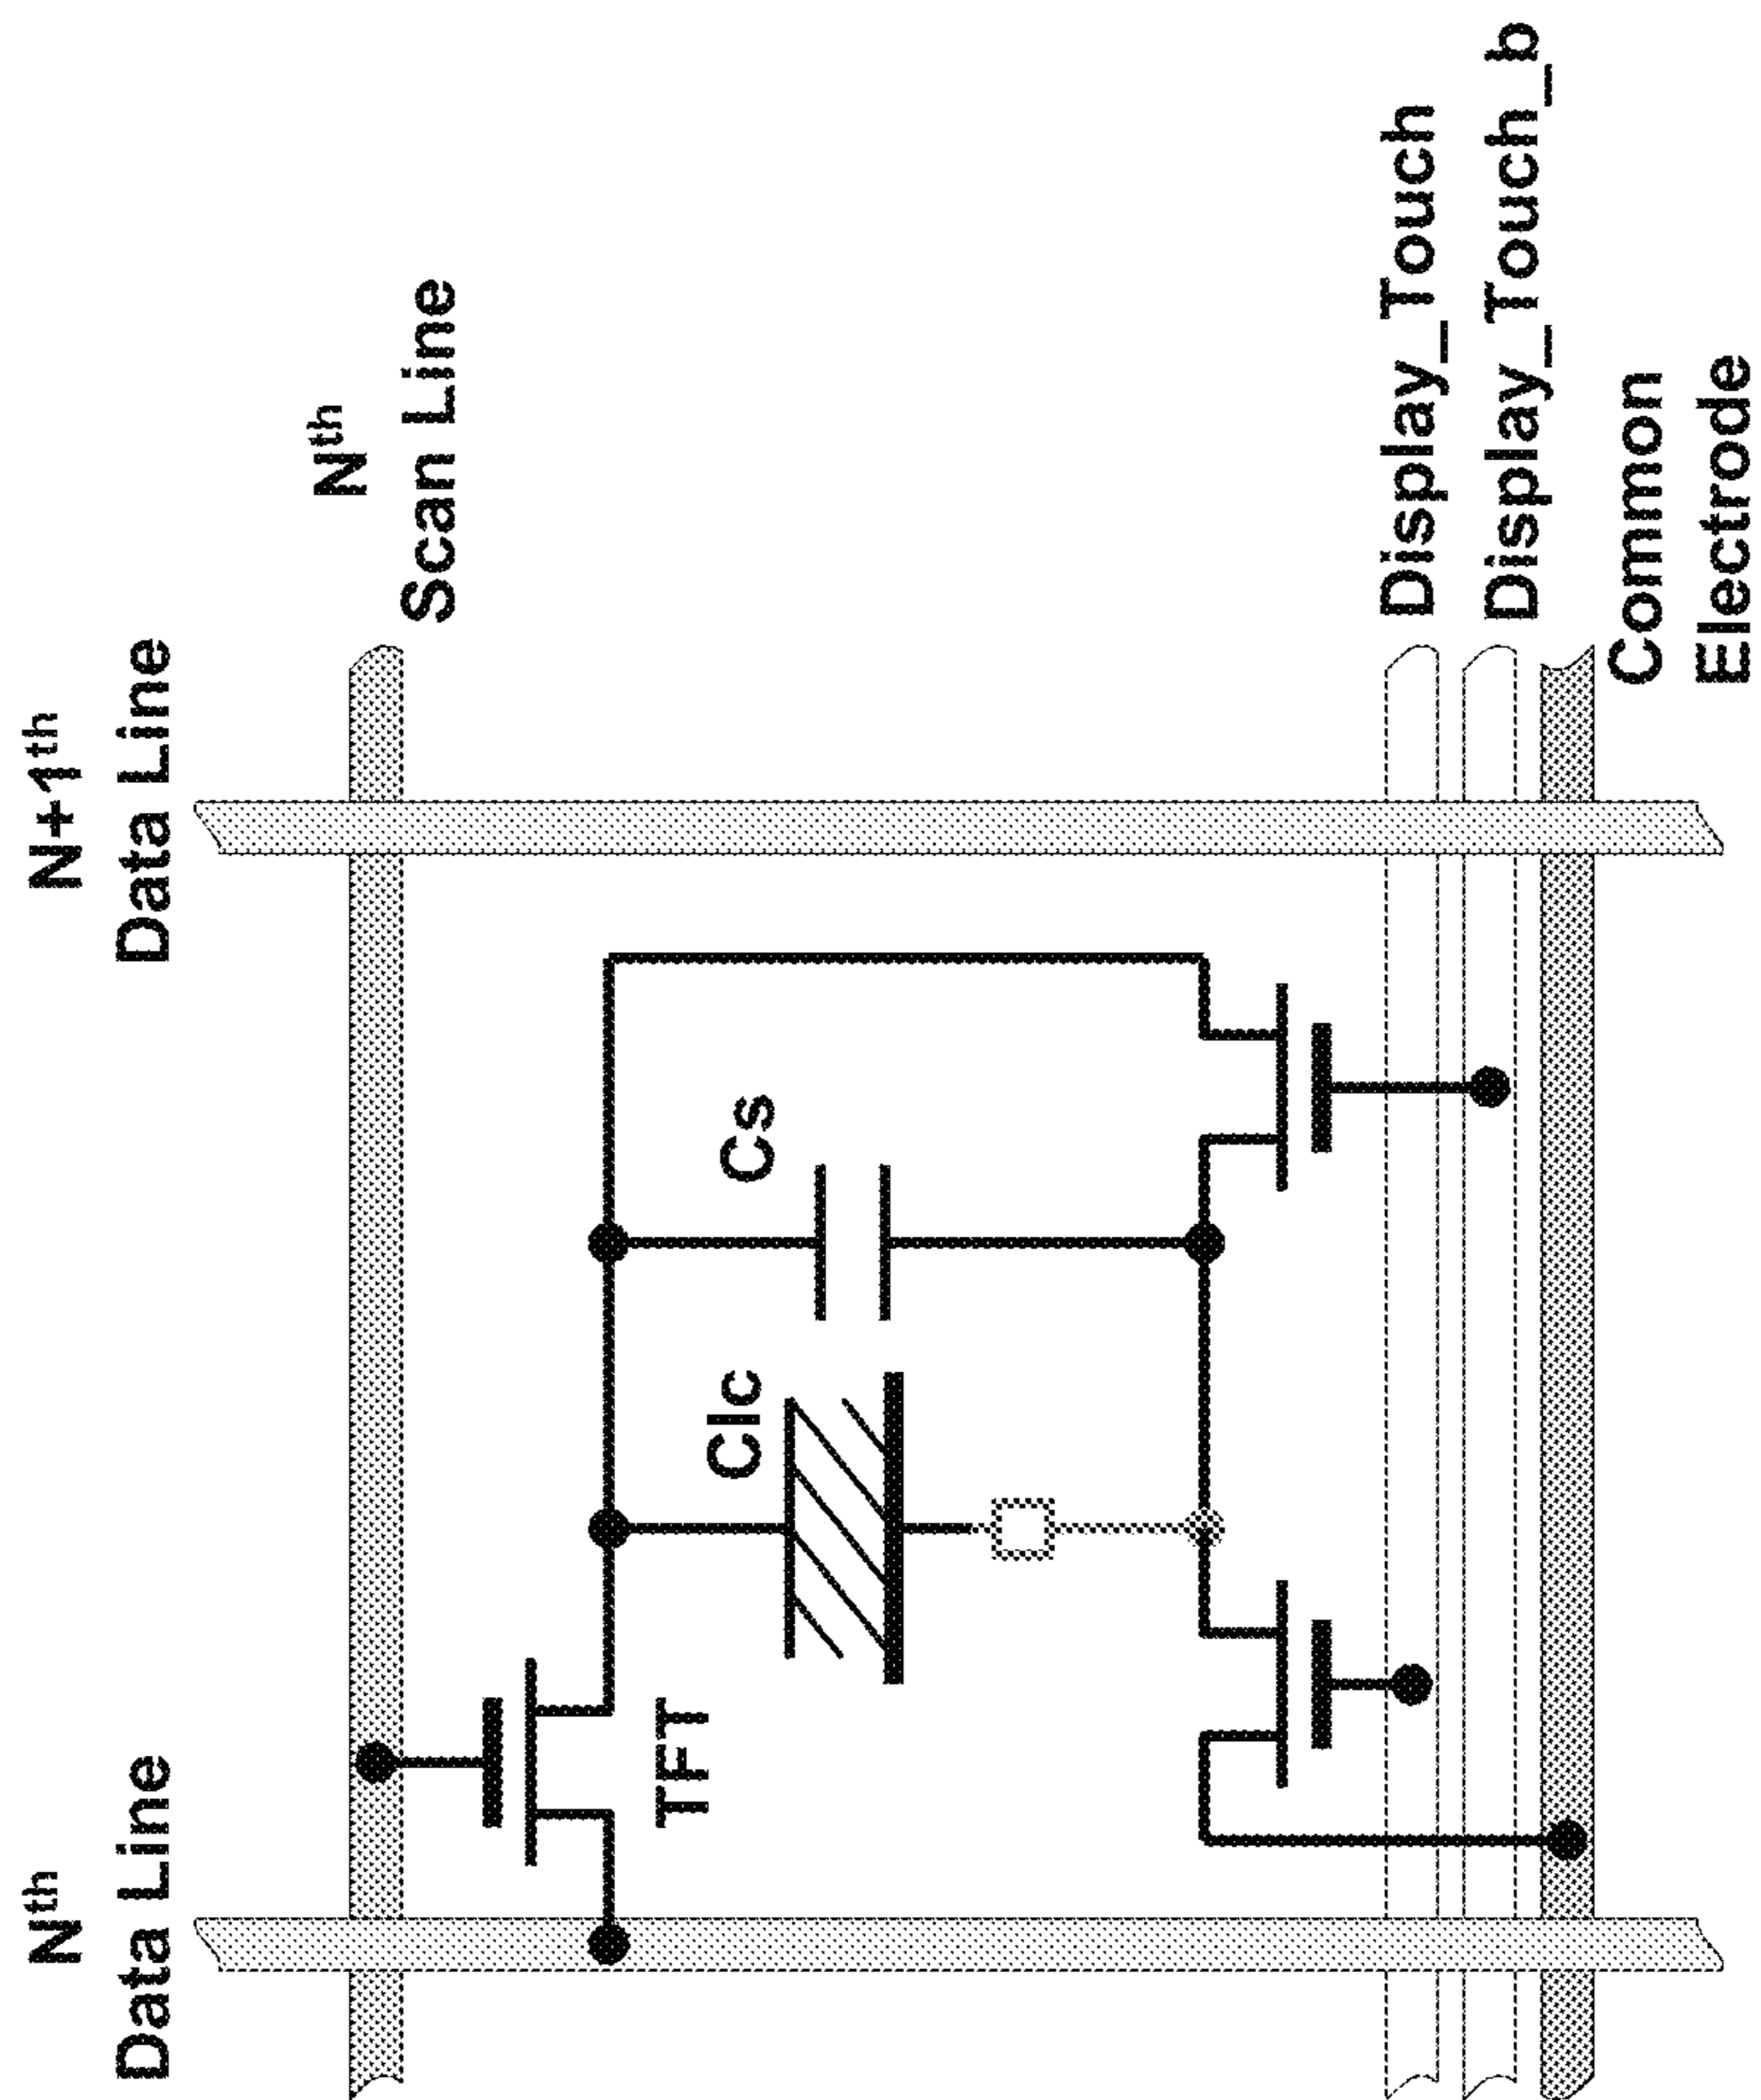 Nᵗʰ
Data Line
N+1ᵗʰ
Data Line
Nᵗʰ
Scan Line
TFT
Clc
Cs
Display_Touch
Display_Touch_b
Common
Electrode